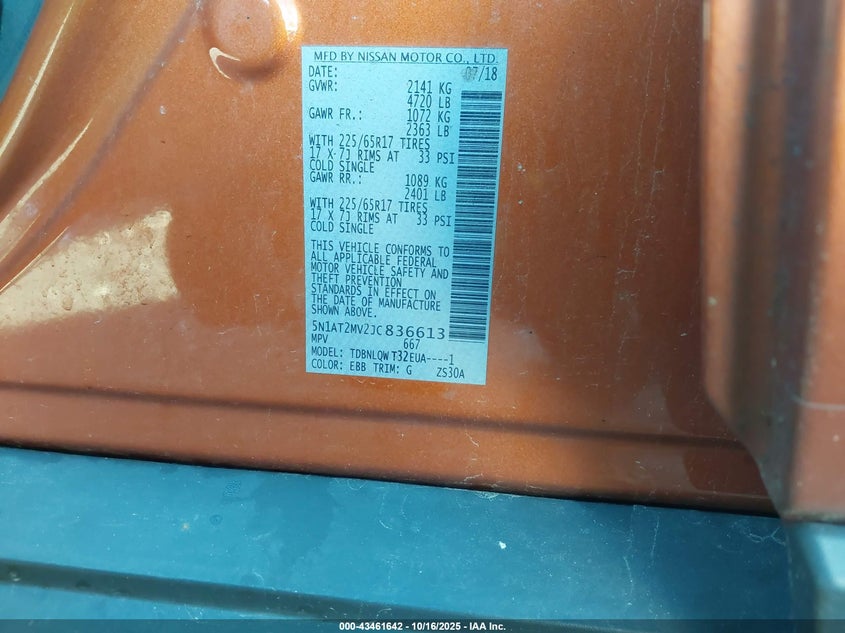 MFD BY NISSAN MOTOR CO., LTD.
DATE: 07/18
GVWR: 2141 KG
4720 LB
GAWR FR.: 1072 KG
2363 LB
WITH 225/65R17 TIRES
17 X 7J RIMS AT 33 PSI
COLD SINGLE
GAWR RR.: 1089 KG
2401 LB
WITH 225/65R17 TIRES
17 X 7J RIMS AT 33 PSI
COLD SINGLE
THIS VEHICLE CONFORMS TO
ALL APPLICABLE FEDERAL
MOTOR VEHICLE SAFETY AND
THEFT PREVENTION
STANDARDS IN EFFECT ON
THE DATE OF MANUFACTURE
SHOWN ABOVE.
5N1AT2MV2JC836613
MPV 667
MODEL: TDBNLQW T32EUA----1
COLOR: EBB TRIM: G ZS30A
000-43461642 - 10/16/2025 - IAA Inc.